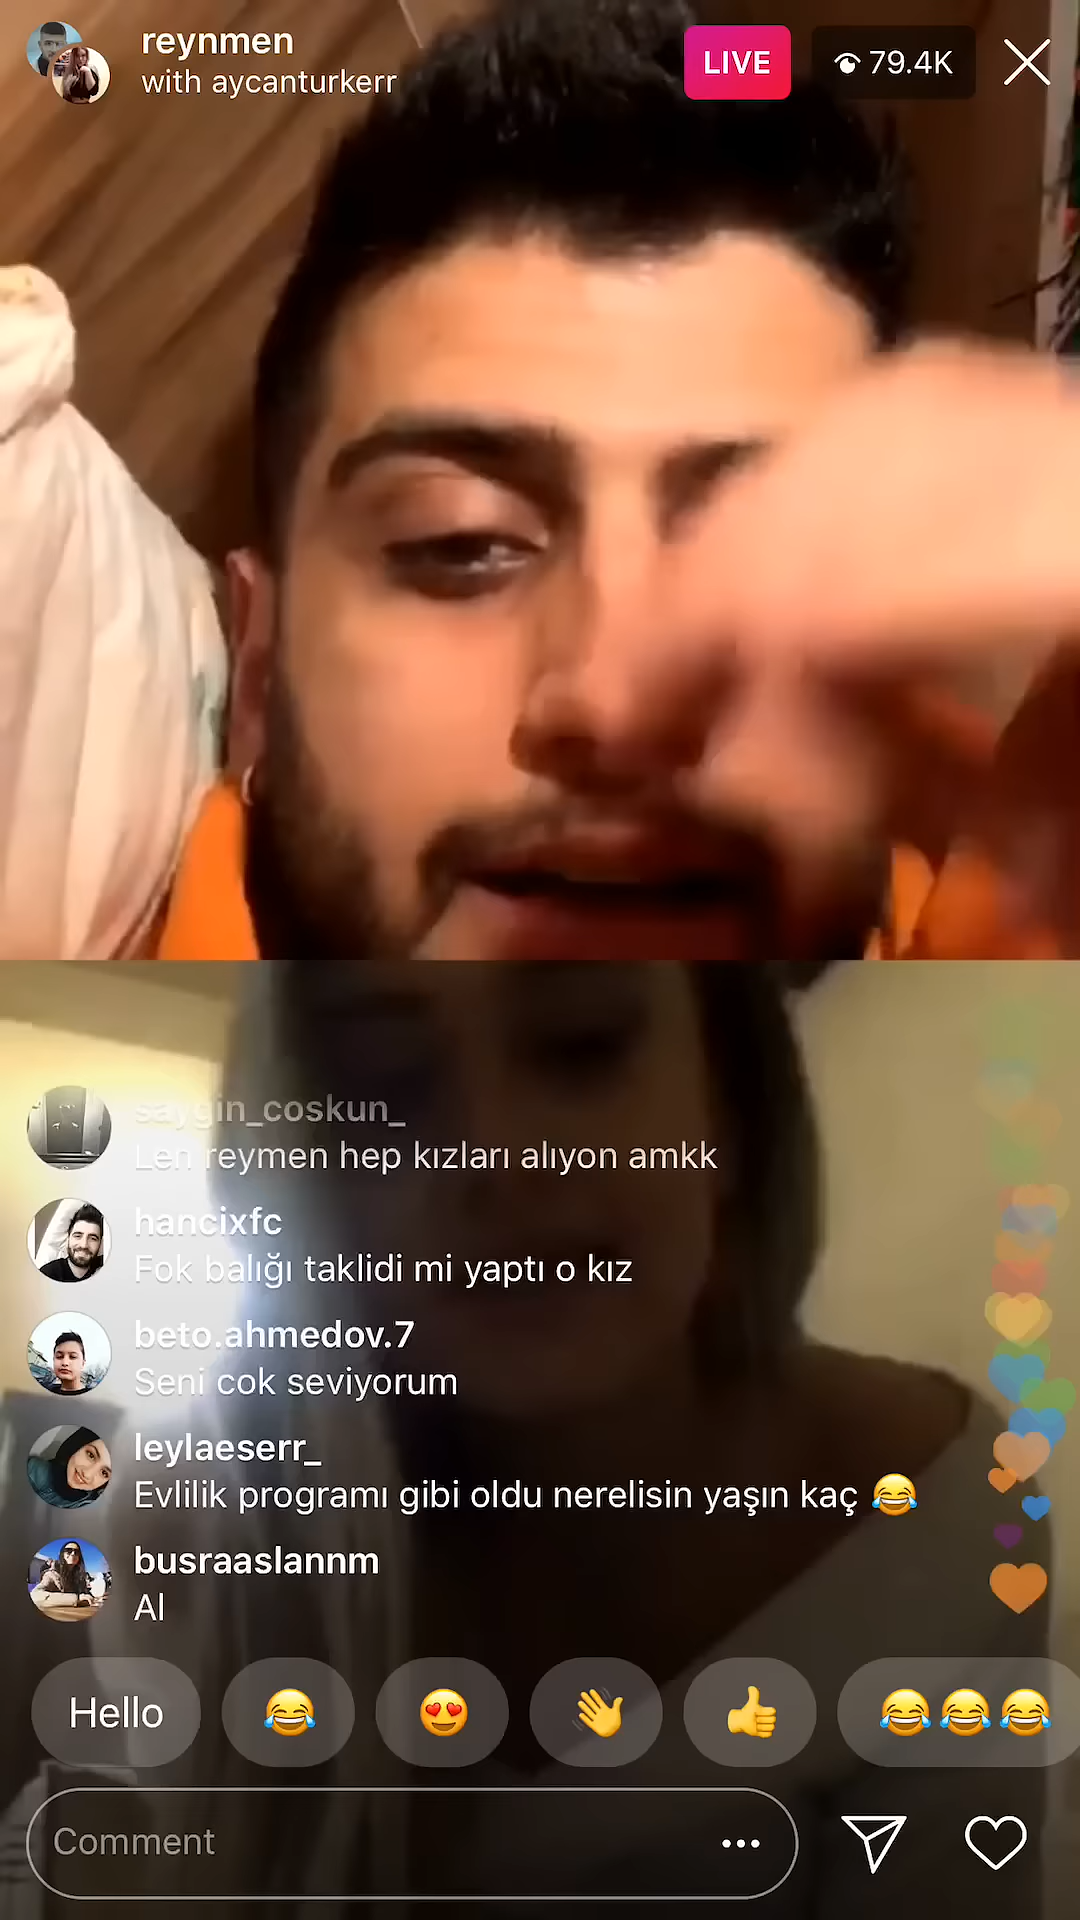 reynmen
with aycanturkerr
LIVE
79.4K
saygin_coskun_
Len reymen hep kızları alıyon amkk
hancixfc
Fok balığı taklidi mi yaptı o kız
beto.ahmedov.7
Seni cok seviyorum
leylaeserr_
Evlilik programı gibi oldu nerelisin yaşın kaç 😂
busraaslannm
Al
Hello
Comment